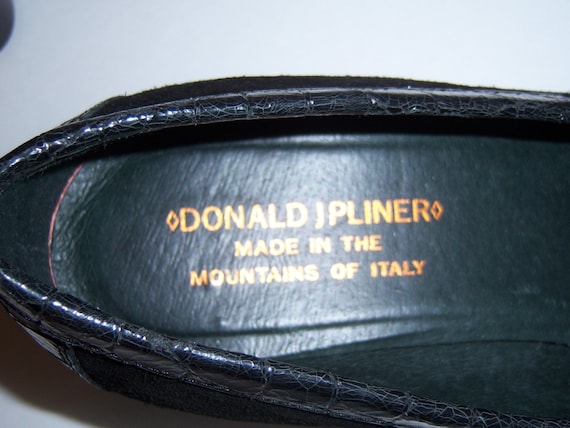 ◊DONALD J PLINER◊
MADE IN THE
MOUNTAINS OF ITALY